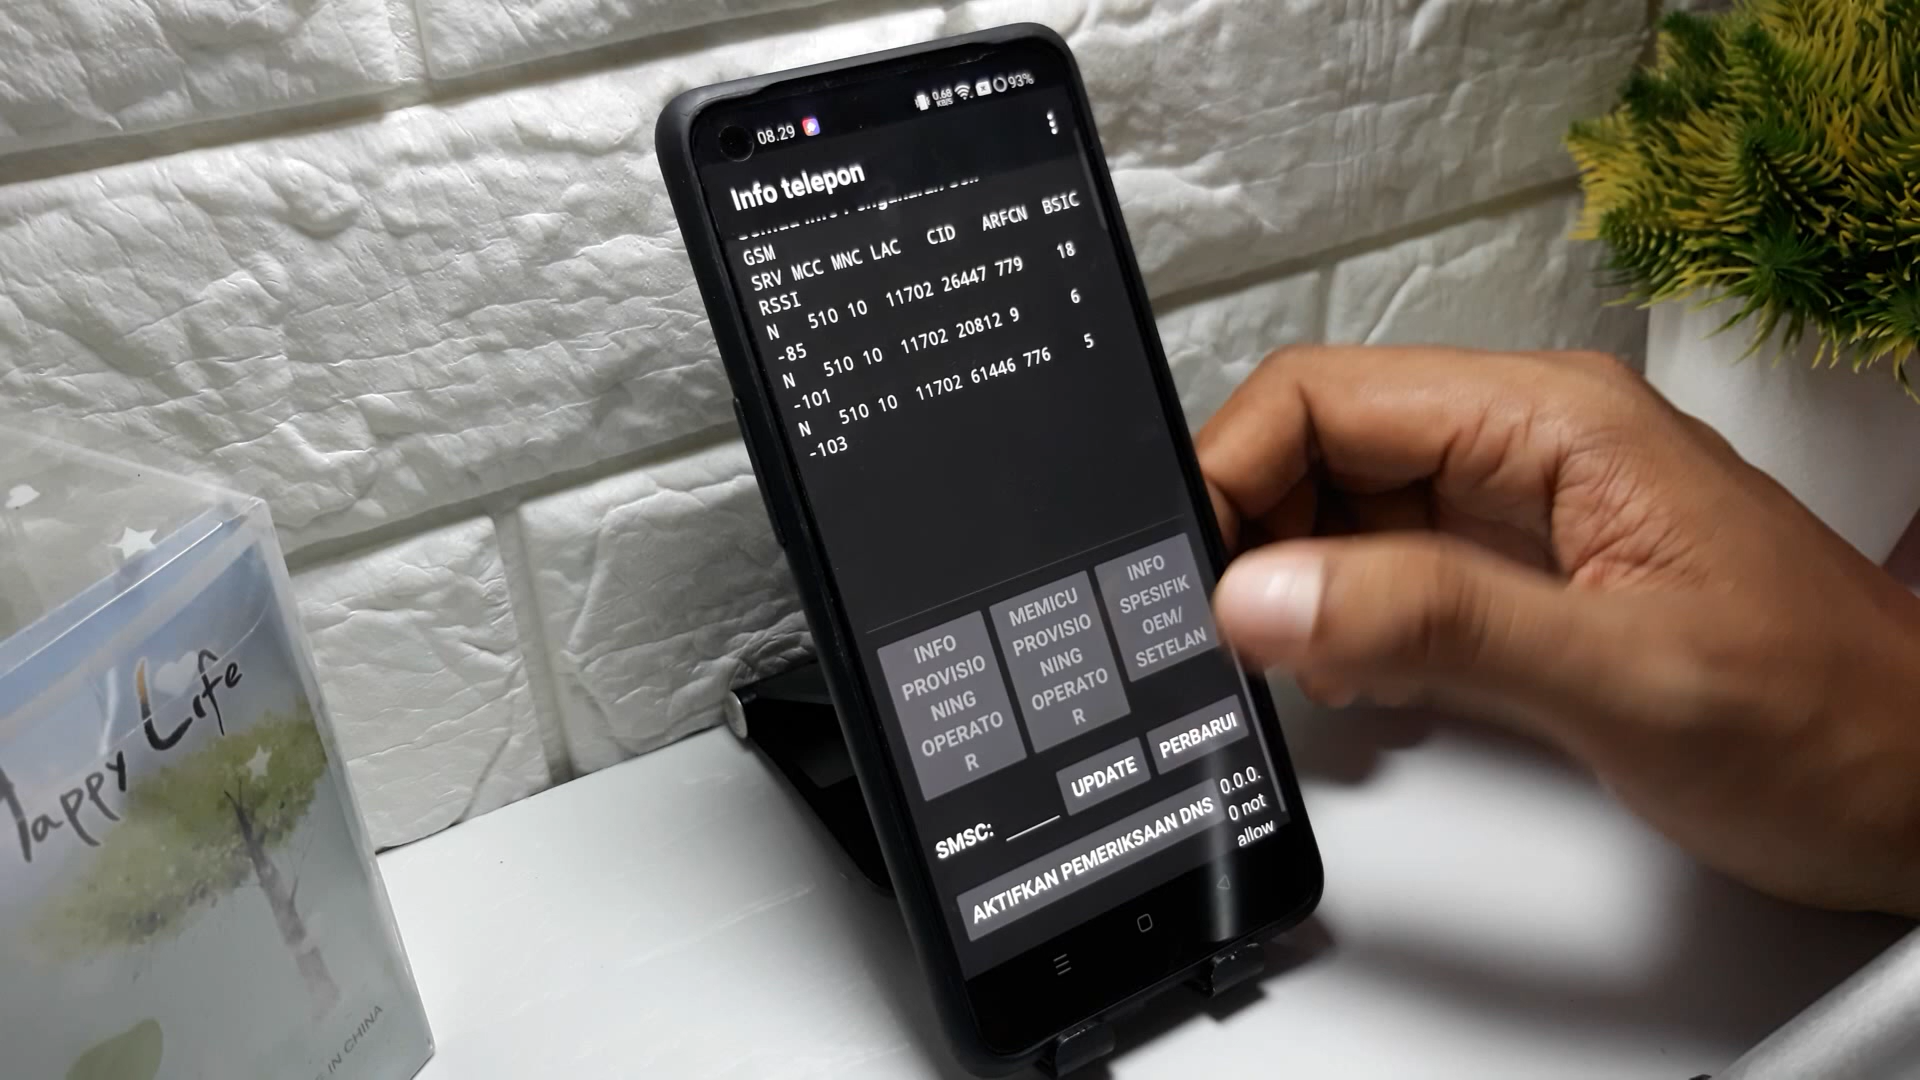 08.29
0.68
KB/S
93%
Info telepon
GSM
SRV MCC MNC LAC CID ARFCN BSIC
RSSI
N 510 10 11702 26447 779 18
-85
N 510 10 11702 20812 9 6
-101
N 510 10 11702 61446 776 5
-103
INFO
PROVISIO
NING
OPERATO
R
MEMICU
PROVISIO
NING
OPERATO
R
INFO
SPESIFIK
OEM/
SETELAN
SMSC:
UPDATE
PERBARUI
AKTIFKAN PEMERIKSAAN DNS
0.0.0.
0 not
allow
Happy Life
IN CHINA